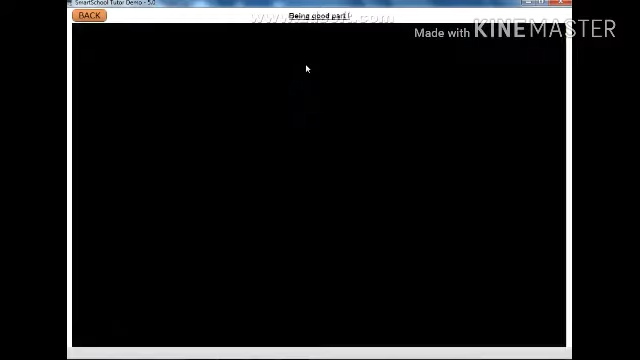 SmartSchool Tutor Demo - 5.0
BACK
Being good part I
Made with KINEMASTER